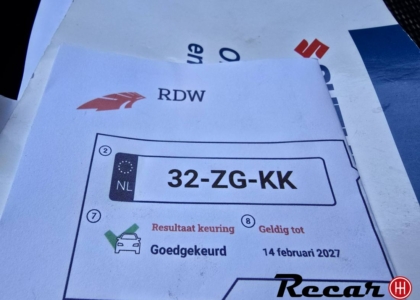 RDW
2
NL
32-ZG-KK
7
Resultaat keuring
Goedgekeurd
8
Geldig tot
14 februari 2027
Recar H